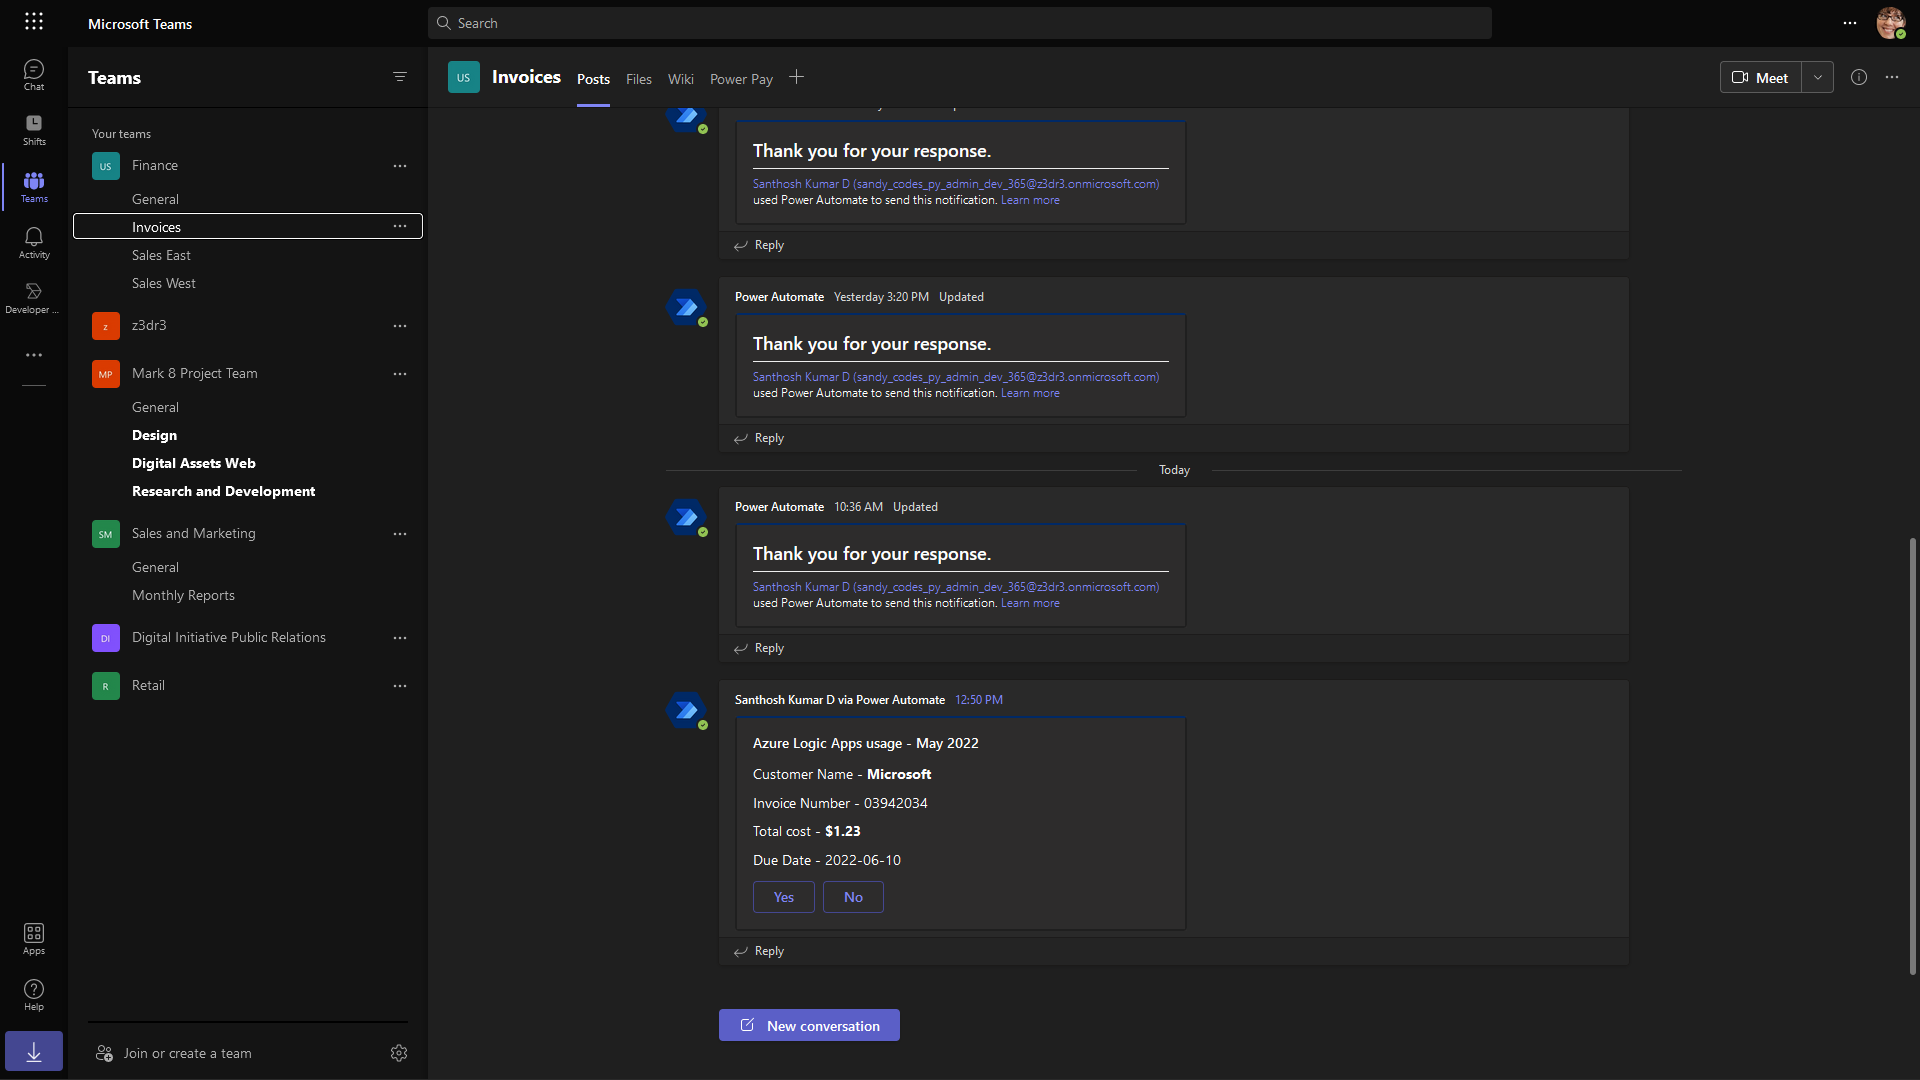 Microsoft Teams
Search
Chat
Shifts
Teams
Activity
Developer ...
Apps
Help
Teams
Your teams
US Finance
General
Invoices
Sales East
Sales West
z z3dr3
MP Mark 8 Project Team
General
Design
Digital Assets Web
Research and Development
SM Sales and Marketing
General
Monthly Reports
DI Digital Initiative Public Relations
R Retail
Join or create a team
US Invoices Posts Files Wiki Power Pay
Meet
Thank you for your response.
Santhosh Kumar D (sandy_codes_py_admin_dev_365@z3dr3.onmicrosoft.com)
used Power Automate to send this notification. Learn more
Reply
Power Automate Yesterday 3:20 PM Updated
Thank you for your response.
Santhosh Kumar D (sandy_codes_py_admin_dev_365@z3dr3.onmicrosoft.com)
used Power Automate to send this notification. Learn more
Reply
Today
Power Automate 10:36 AM Updated
Thank you for your response.
Santhosh Kumar D (sandy_codes_py_admin_dev_365@z3dr3.onmicrosoft.com)
used Power Automate to send this notification. Learn more
Reply
Santhosh Kumar D via Power Automate 12:50 PM
Azure Logic Apps usage - May 2022
Customer Name - Microsoft
Invoice Number - 03942034
Total cost - $1.23
Due Date - 2022-06-10
Yes No
Reply
New conversation